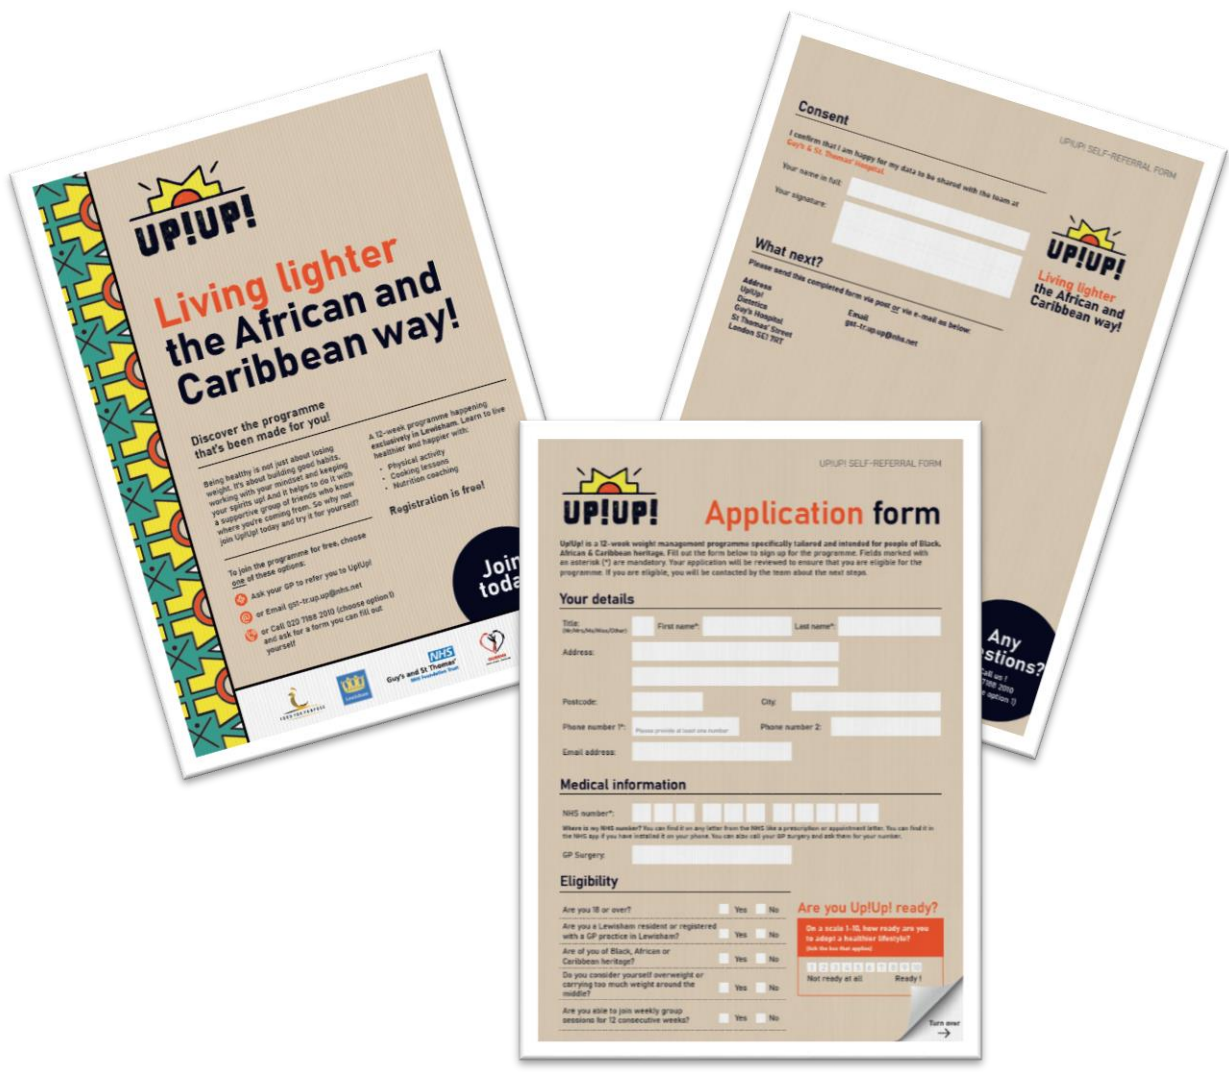 UP!UP!
Living lighter
the African and
Caribbean way!
Discover the programme
that's been made for you!
Being healthy is not just about losing
weight. It's about building good habits,
working with your mindset and keeping
your spirits up! And it helps to do it with
a supportive group of friends who know
where you're coming from. So why not
join Up!Up! today and try it for yourself?
A 12-week programme happening
exclusively in Lewisham. Learn to live
healthier and happier with:
• Physical activity
• Cooking lessons
• Nutrition coaching
Registration is free!
To join the programme for free, choose
one of these options:
Ask your GP to refer you to Up!Up!
or Email gst-tr.up.up@nhs.net
or Call 020 7188 2010 (choose option 1)
and ask for a form you can fill out
yourself
Join
toda
FOOD FOR PURPOSE
Lewisham
NHS
Guy's and St Thomas'
NHS Foundation Trust
UP!UP! SELF-REFERRAL FORM
Consent
I confirm that I am happy for my data to be shared with the team at
Guy's & St. Thomas' Hospital.
Your name in full:
Your signature:
What next?
Please send this completed form via post or via e-mail as below:
Address
Up!Up!
Dietetics
Guy's Hospital
St Thomas' Street
London SE1 7RT
Email
gst-tr.up.up@nhs.net
UP!UP!
Living lighter
the African and
Caribbean way!
Any
estions?
Call us !
7188 2010
option 1)
UP!UP! SELF-REFERRAL FORM
UP!UP!
Application form
Up!Up! is a 12-week weight management programme specifically tailored and intended for people of Black,
African & Caribbean heritage. Fill out the form below to sign up for the programme. Fields marked with
an asterisk (*) are mandatory. Your application will be reviewed to ensure that you are eligible for the
programme. If you are eligible, you will be contacted by the team about the next steps.
Your details
Title:
(Mr/Mrs/Ms/Miss/Other)
First name*:
Last name*:
Address:
Postcode:
City:
Phone number 1*:
Please provide at least one number
Phone number 2:
Email address:
Medical information
NHS number*:
Where is my NHS number? You can find it on any letter from the NHS like a prescription or appointment letter. You can find it in
the NHS app if you have installed it on your phone. You can also call your GP surgery and ask them for your number.
GP Surgery:
Eligibility
Are you 18 or over?
Yes No
Are you a Lewisham resident or registered
with a GP practice in Lewisham?
Yes No
Are of you of Black, African or
Caribbean heritage?
Yes No
Do you consider yourself overweight or
carrying too much weight around the
middle?
Yes No
Are you able to join weekly group
sessions for 12 consecutive weeks?
Yes No
Are you Up!Up! ready?
On a scale 1-10, how ready are you
to adopt a healthier lifestyle?
(tick the box that applies)
1 2 3 4 5 6 7 8 9 10
Not ready at all
Ready !
Turn over